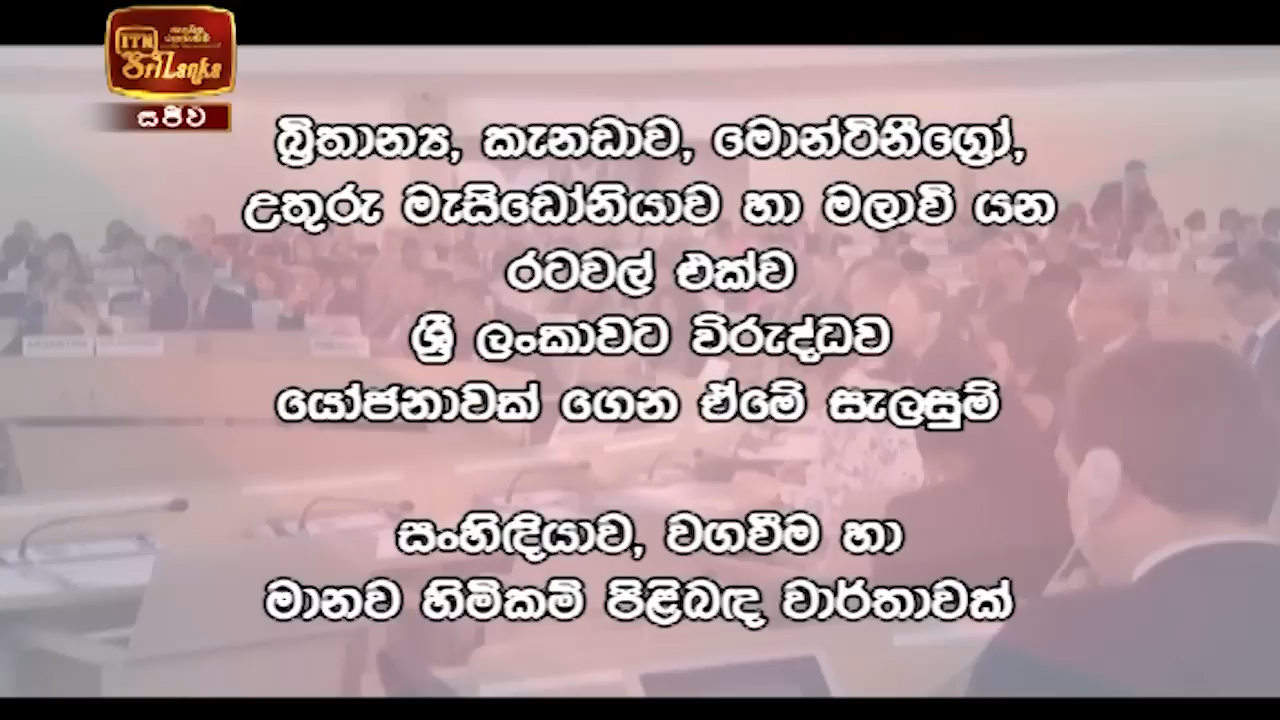 ITN
Sri Lanka
සජීව
බ්‍රිතාන්‍ය, කැනඩාව, මොන්ටිනීග්‍රෝ,
උතුරු මැසිඩෝනියාව හා මලාවි යන
රටවල් එක්ව
ශ්‍රී ලංකාවට විරුද්ධව
යෝජනාවක් ගෙන ඒමේ සැලසුම්
සංහිඳියාව, වගවීම හා
මානව හිමිකම් පිළිබඳ වාර්තාවක්